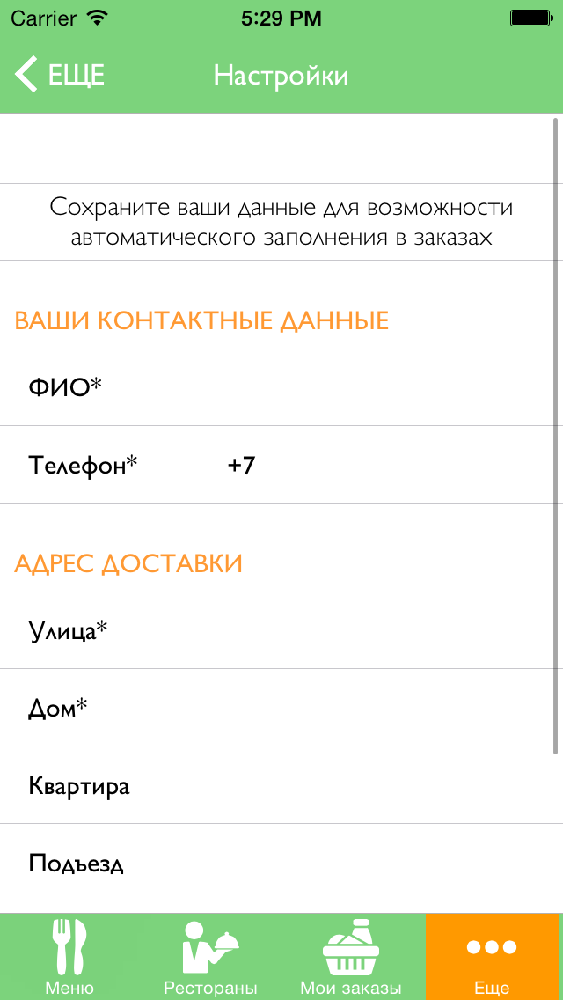 Carrier 5:29 PM
ЕЩЕ Настройки
Сохраните ваши данные для возможности
автоматического заполнения в заказах
ВАШИ КОНТАКТНЫЕ ДАННЫЕ
ФИО*
Телефон* +7
АДРЕС ДОСТАВКИ
Улица*
Дом*
Квартира
Подъезд
Меню Рестораны Мои заказы Еще